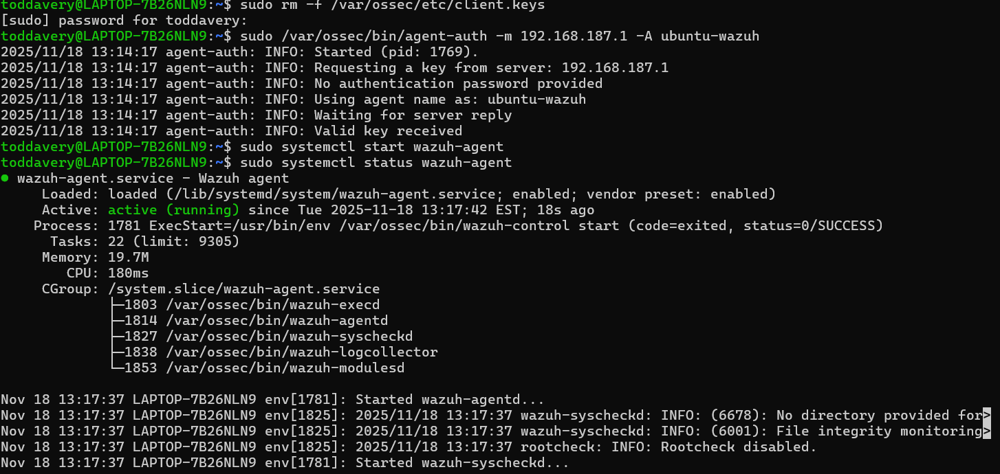 toddavery@LAPTOP-7B26NLN9:~$ sudo rm -f /var/ossec/etc/client.keys
[sudo] password for toddavery:
toddavery@LAPTOP-7B26NLN9:~$ sudo /var/ossec/bin/agent-auth -m 192.168.187.1 -A ubuntu-wazuh
2025/11/18 13:14:17 agent-auth: INFO: Started (pid: 1769).
2025/11/18 13:14:17 agent-auth: INFO: Requesting a key from server: 192.168.187.1
2025/11/18 13:14:17 agent-auth: INFO: No authentication password provided
2025/11/18 13:14:17 agent-auth: INFO: Using agent name as: ubuntu-wazuh
2025/11/18 13:14:17 agent-auth: INFO: Waiting for server reply
2025/11/18 13:14:17 agent-auth: INFO: Valid key received
toddavery@LAPTOP-7B26NLN9:~$ sudo systemctl start wazuh-agent
toddavery@LAPTOP-7B26NLN9:~$ sudo systemctl status wazuh-agent
● wazuh-agent.service - Wazuh agent
     Loaded: loaded (/lib/systemd/system/wazuh-agent.service; enabled; vendor preset: enabled)
     Active: active (running) since Tue 2025-11-18 13:17:42 EST; 18s ago
    Process: 1781 ExecStart=/usr/bin/env /var/ossec/bin/wazuh-control start (code=exited, status=0/SUCCESS)
      Tasks: 22 (limit: 9305)
     Memory: 19.7M
        CPU: 180ms
     CGroup: /system.slice/wazuh-agent.service
             ├─1803 /var/ossec/bin/wazuh-execd
             ├─1814 /var/ossec/bin/wazuh-agentd
             ├─1827 /var/ossec/bin/wazuh-syscheckd
             ├─1838 /var/ossec/bin/wazuh-logcollector
             └─1853 /var/ossec/bin/wazuh-modulesd

Nov 18 13:17:37 LAPTOP-7B26NLN9 env[1781]: Started wazuh-agentd...
Nov 18 13:17:37 LAPTOP-7B26NLN9 env[1825]: 2025/11/18 13:17:37 wazuh-syscheckd: INFO: (6678): No directory provided for>
Nov 18 13:17:37 LAPTOP-7B26NLN9 env[1825]: 2025/11/18 13:17:37 wazuh-syscheckd: INFO: (6001): File integrity monitoring>
Nov 18 13:17:37 LAPTOP-7B26NLN9 env[1825]: 2025/11/18 13:17:37 rootcheck: INFO: Rootcheck disabled.
Nov 18 13:17:37 LAPTOP-7B26NLN9 env[1781]: Started wazuh-syscheckd...